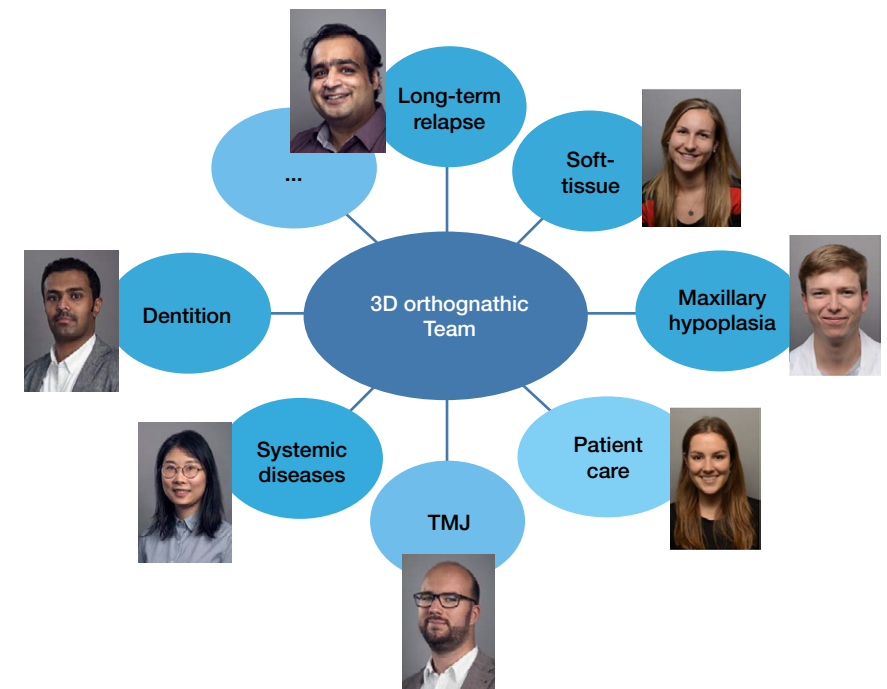 Long-term
relapse
...
Soft-
tissue
Dentition
3D orthognathic
Team
Maxillary
hypoplasia
Systemic
diseases
Patient
care
TMJ